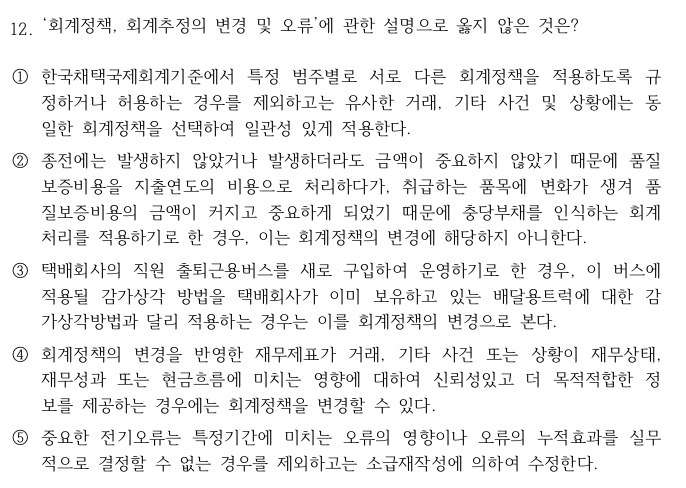 12. ‘회계정책, 회계추정의 변경 및 오류’에 관한 설명으로 옳지 않은 것은?
① 한국채택국제회계기준에서 특정 범주별로 서로 다른 회계정책을 적용하도록 규
정하거나 허용하는 경우를 제외하고는 유사한 거래, 기타 사건 및 상황에는 동
일한 회계정책을 선택하여 일관성 있게 적용한다.
② 종전에는 발생하지 않았거나 발생하더라도 금액이 중요하지 않았기 때문에 품질
보증비용을 지출연도의 비용으로 처리하다가, 취급하는 품목에 변화가 생겨 품
질보증비용의 금액이 커지고 중요하게 되었기 때문에 충당부채를 인식하는 회계
처리를 적용하기로 한 경우, 이는 회계정책의 변경에 해당하지 아니한다.
③ 택배회사의 직원 출퇴근용버스를 새로 구입하여 운영하기로 한 경우, 이 버스에
적용될 감가상각 방법을 택배회사가 이미 보유하고 있는 배달용트럭에 대한 감
가상각방법과 달리 적용하는 경우는 이를 회계정책의 변경으로 본다.
④ 회계정책의 변경을 반영한 재무제표가 거래, 기타 사건 또는 상황이 재무상태,
재무성과 또는 현금흐름에 미치는 영향에 대하여 신뢰성있고 더 목적적합한 정
보를 제공하는 경우에는 회계정책을 변경할 수 있다.
⑤ 중요한 전기오류는 특정기간에 미치는 오류의 영향이나 오류의 누적효과를 실무
적으로 결정할 수 없는 경우를 제외하고는 소급재작성에 의하여 수정한다.